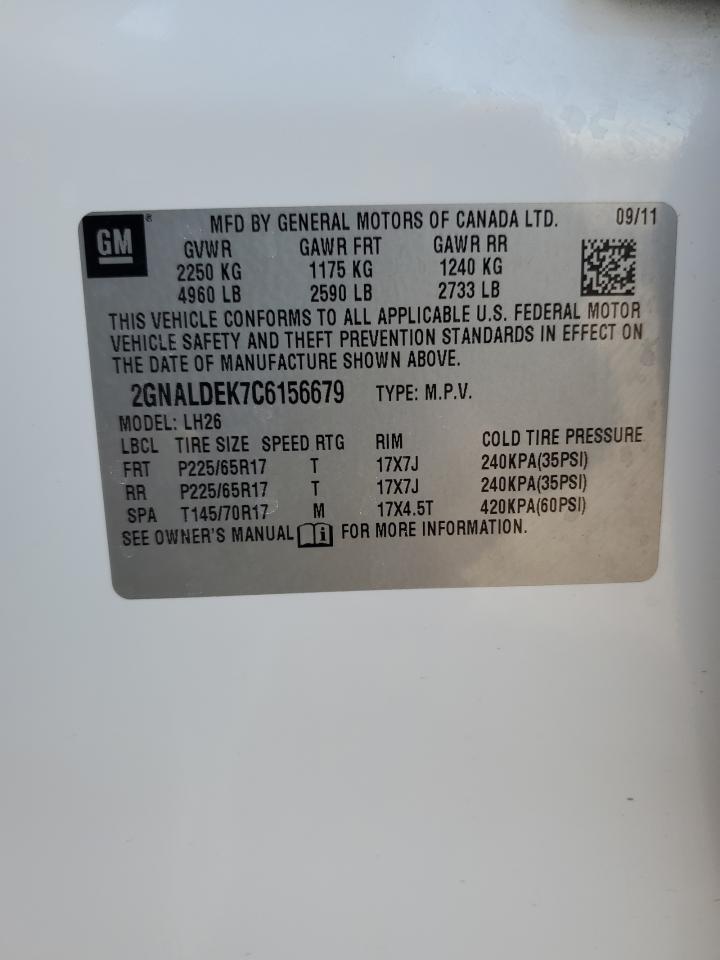 GM ® MFD BY GENERAL MOTORS OF CANADA LTD. 09/11
GVWR GAWR FRT GAWR RR
2250 KG 1175 KG 1240 KG
4960 LB 2590 LB 2733 LB
THIS VEHICLE CONFORMS TO ALL APPLICABLE U.S. FEDERAL MOTOR
VEHICLE SAFETY AND THEFT PREVENTION STANDARDS IN EFFECT ON
THE DATE OF MANUFACTURE SHOWN ABOVE.
2GNALDEK7C6156679 TYPE: M.P.V.
MODEL: LH26
LBCL TIRE SIZE SPEED RTG RIM COLD TIRE PRESSURE
FRT P225/65R17 T 17X7J 240KPA(35PSI)
RR P225/65R17 T 17X7J 240KPA(35PSI)
SPA T145/70R17 M 17X4.5T 420KPA(60PSI)
SEE OWNER'S MANUAL i FOR MORE INFORMATION.